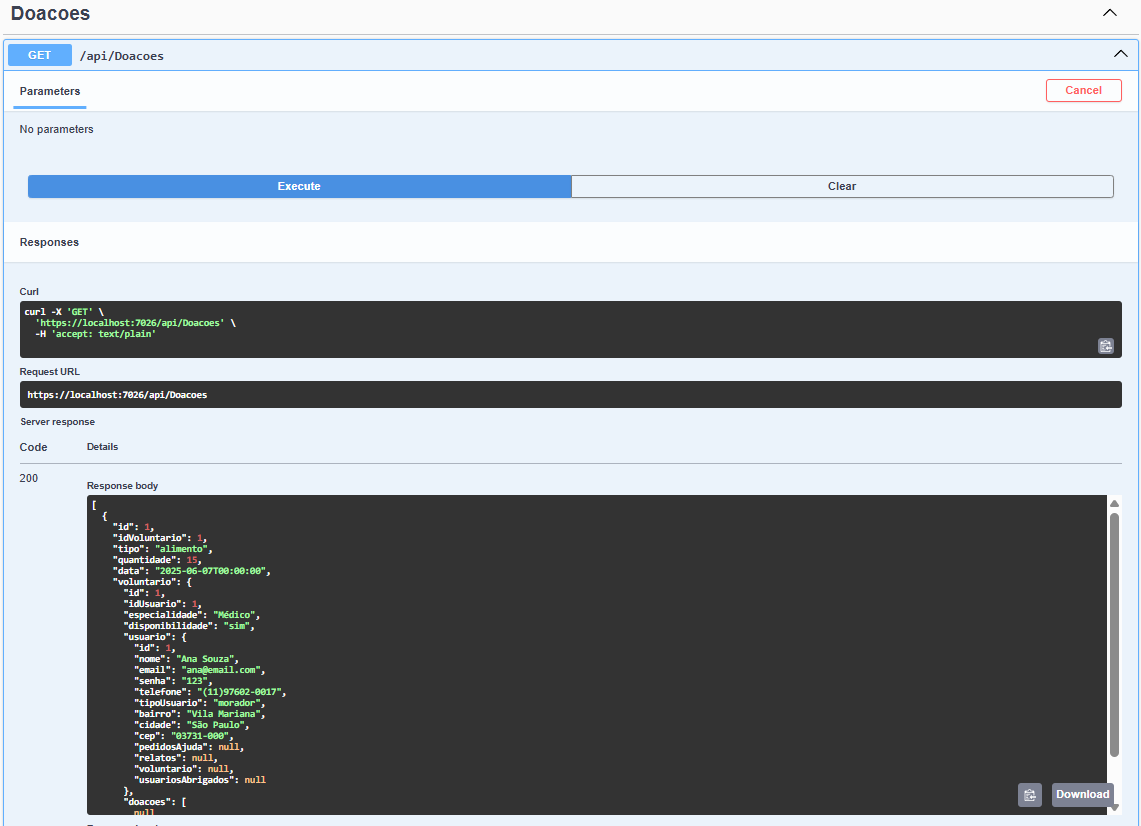 Doacoes
GET /api/Doacoes
Parameters
Cancel
No parameters
Execute
Clear
Responses
Curl
curl -X 'GET' \
  'https://localhost:7026/api/Doacoes' \
  -H 'accept: text/plain'
Request URL
https://localhost:7026/api/Doacoes
Server response
Code Details
200
Response body
[
  {
    "id": 1,
    "idVoluntario": 1,
    "tipo": "alimento",
    "quantidade": 15,
    "data": "2025-06-07T00:00:00",
    "voluntario": {
      "id": 1,
      "idUsuario": 1,
      "especialidade": "Médico",
      "disponibilidade": "sim",
      "usuario": {
        "id": 1,
        "nome": "Ana Souza",
        "email": "ana@email.com",
        "senha": "123",
        "telefone": "(11)97602-0017",
        "tipoUsuario": "morador",
        "bairro": "Vila Mariana",
        "cidade": "São Paulo",
        "cep": "03731-000",
        "pedidosAjuda": null,
        "relatos": null,
        "voluntario": null,
        "usuariosAbrigados": null
      },
      "doacoes": [
        null
Download